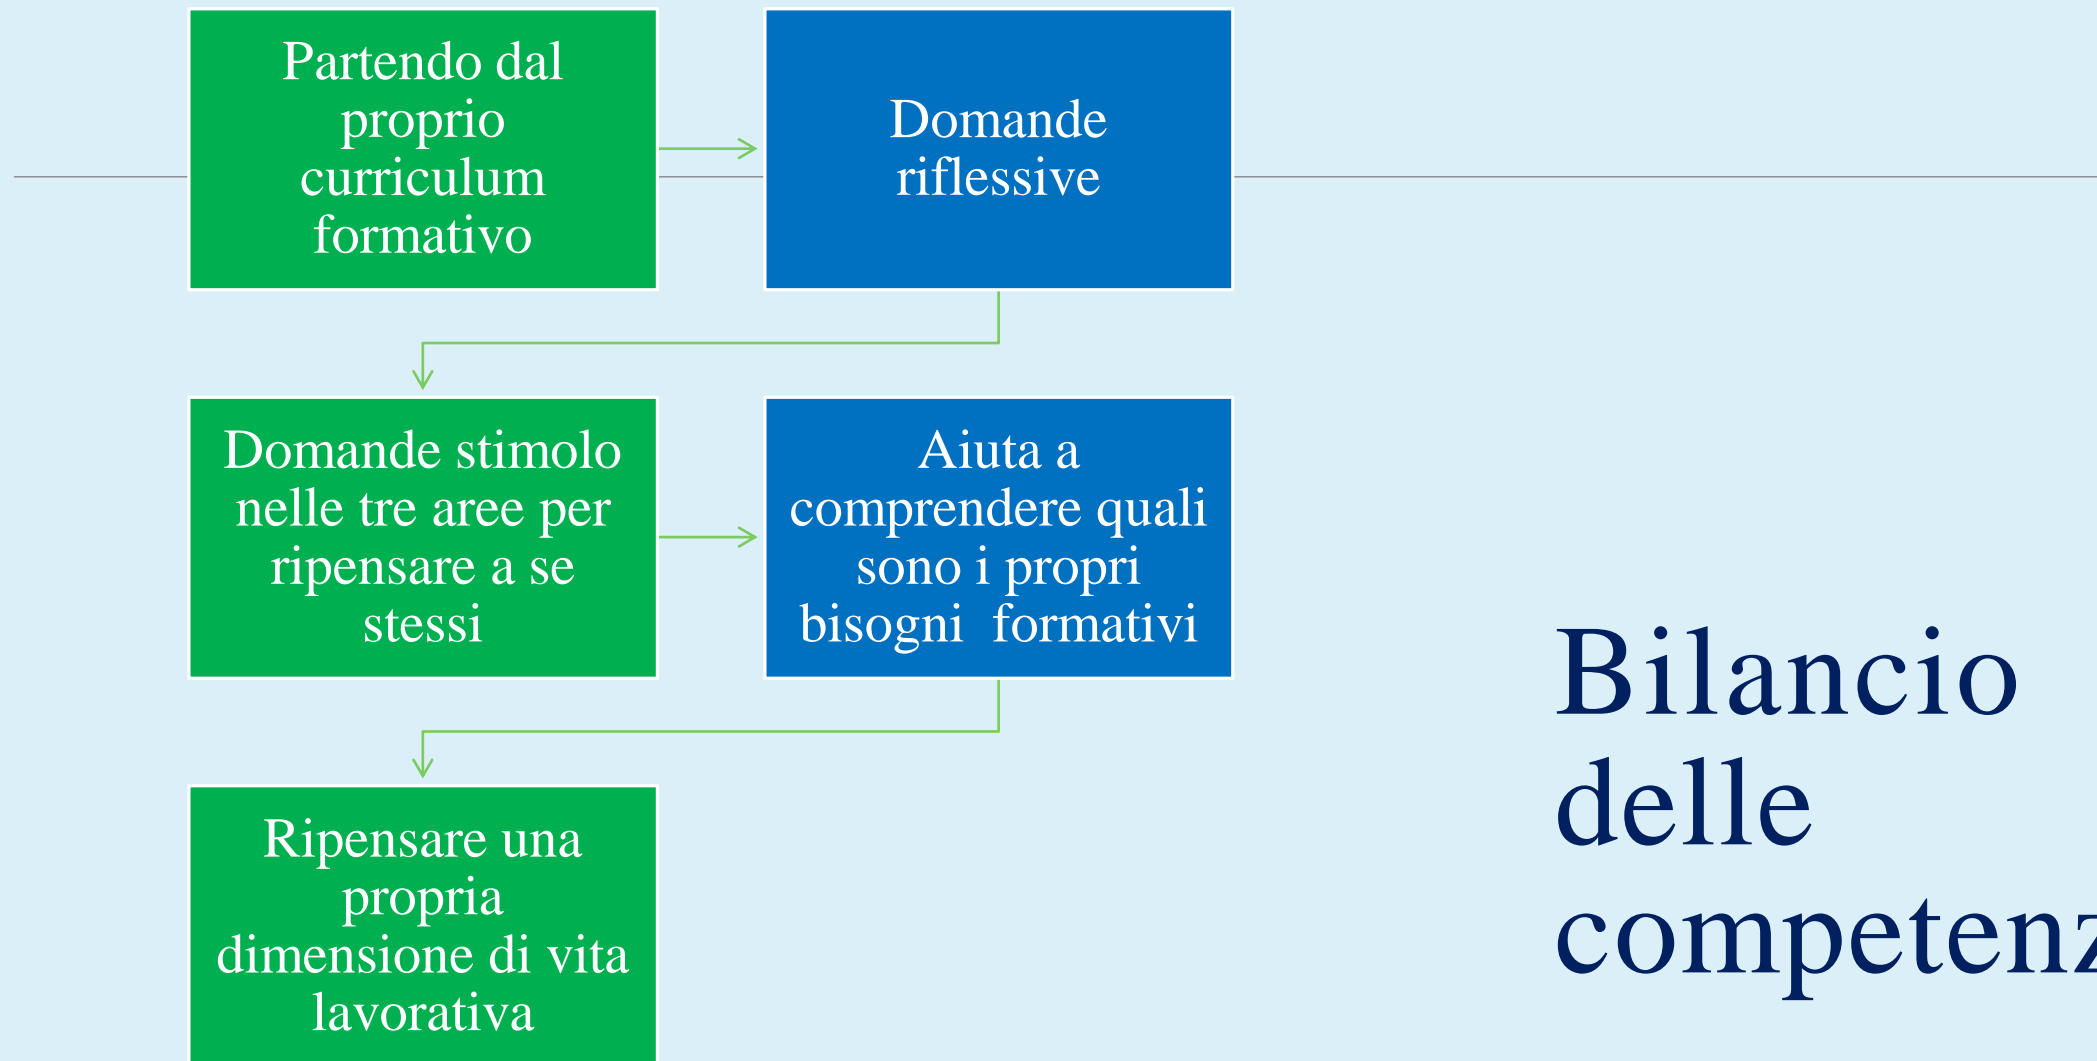 Partendo dal
proprio
curriculum
formativo
Domande
riflessive
Domande stimolo
nelle tre aree per
ripensare a se
stessi
Aiuta a
comprendere quali
sono i propri
bisogni  formativi
Ripensare una
propria
dimensione di vita
lavorativa
Bilancio
delle
competenz